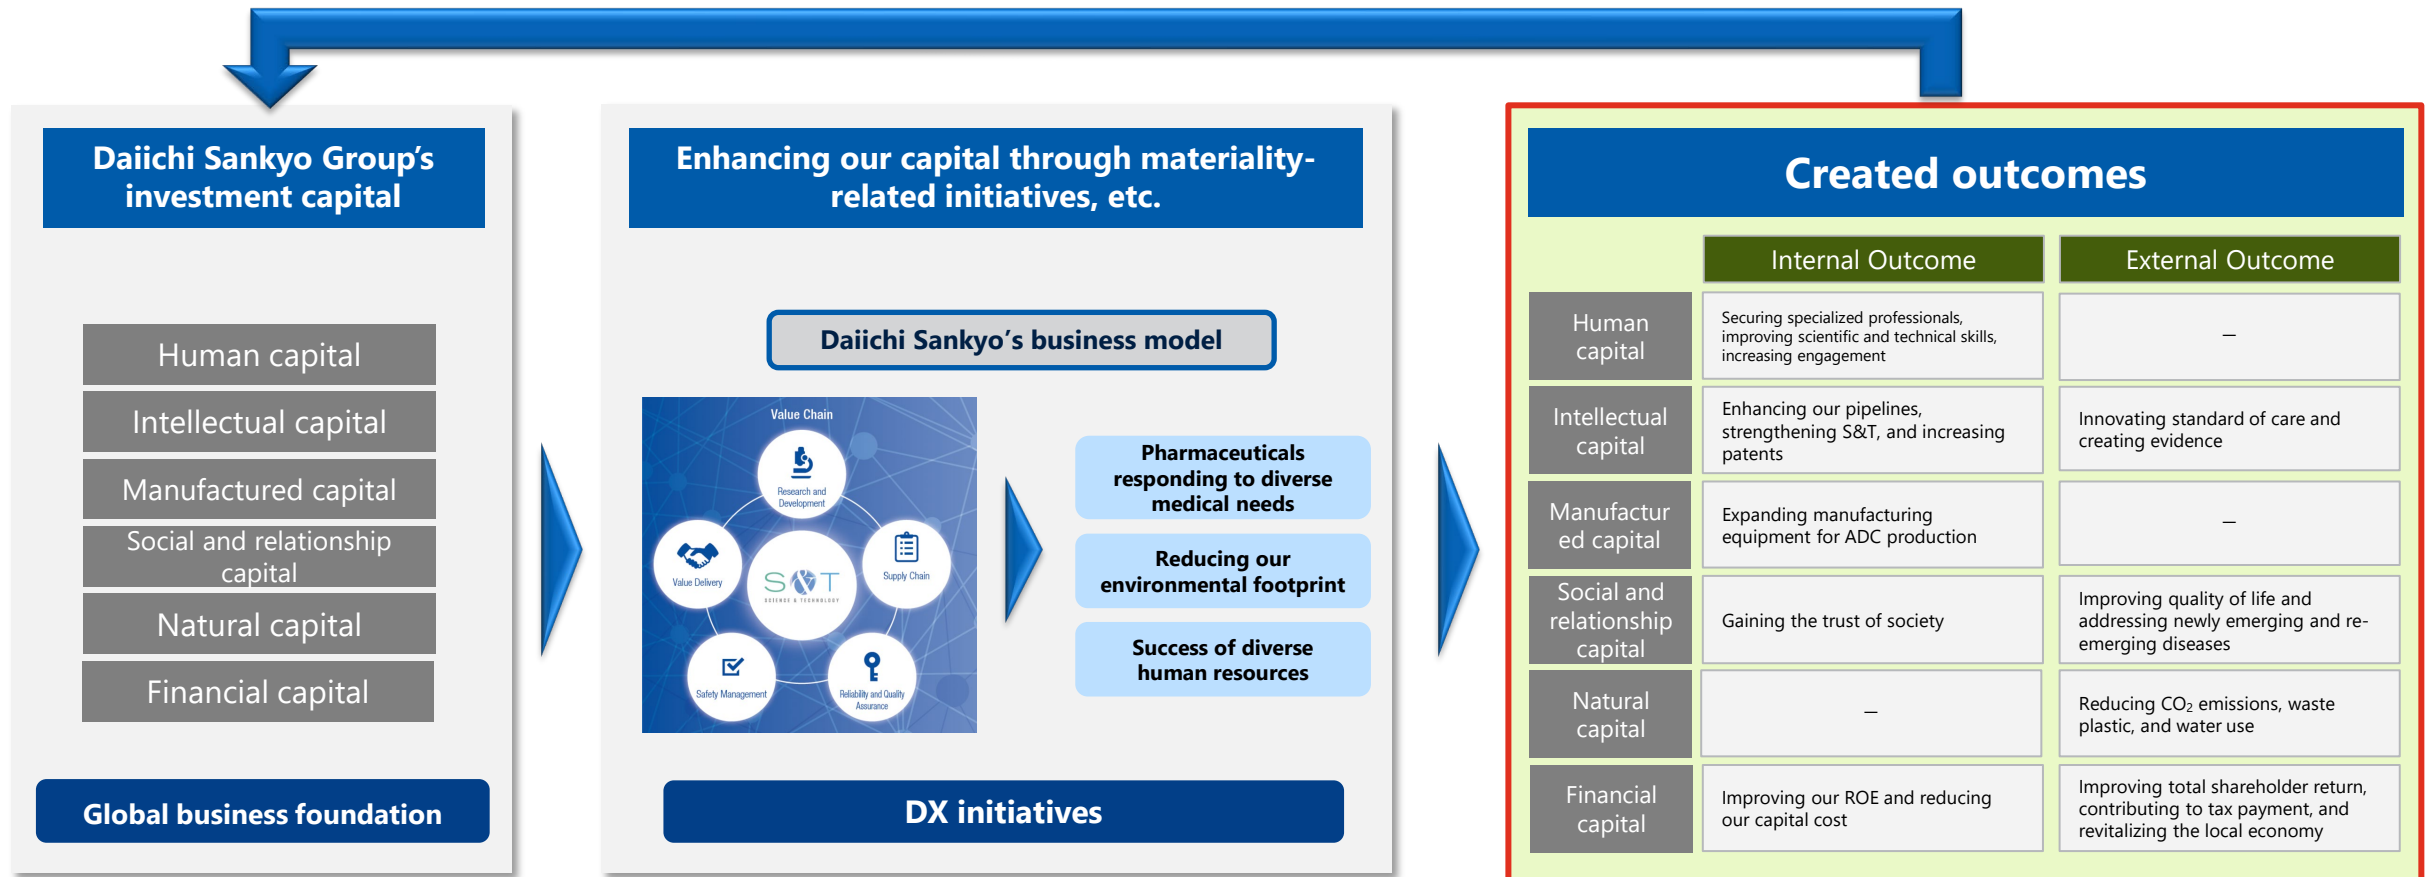 Daiichi Sankyo Group’s
investment capital
Human capital
Intellectual capital
Manufactured capital
Social and relationship
capital
Natural capital
Financial capital
Global business foundation
Enhancing our capital through materiality-
related initiatives, etc.
Daiichi Sankyo’s business model
Value Chain
Research and
Development
Value Delivery
S&T
SCIENCE & TECHNOLOGY
Supply Chain
Safety Management
Reliability and Quality
Assurance
Pharmaceuticals
responding to diverse
medical needs
Reducing our
environmental footprint
Success of diverse
human resources
DX initiatives
Created outcomes
Internal Outcome
External Outcome
Human
capital
Securing specialized professionals,
improving scientific and technical skills,
increasing engagement
―
Intellectual
capital
Enhancing our pipelines,
strengthening S&T, and increasing
patents
Innovating standard of care and
creating evidence
Manufactur
ed capital
Expanding manufacturing
equipment for ADC production
―
Social and
relationship
capital
Gaining the trust of society
Improving quality of life and
addressing newly emerging and re-
emerging diseases
Natural
capital
―
Reducing CO₂ emissions, waste
plastic, and water use
Financial
capital
Improving our ROE and reducing
our capital cost
Improving total shareholder return,
contributing to tax payment, and
revitalizing the local economy